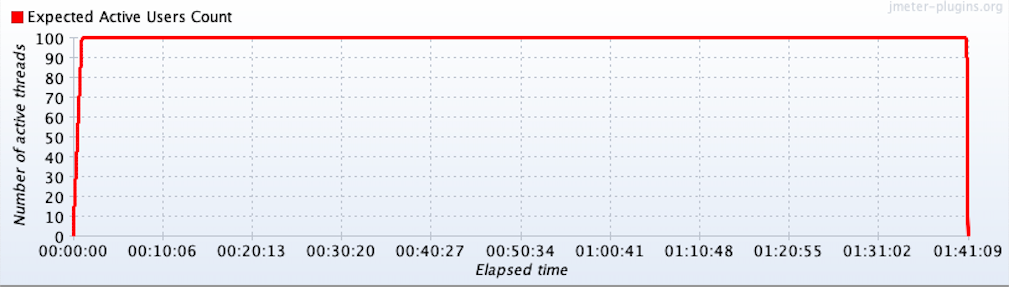 jmeter-plugins.org
Expected Active Users Count
Number of active threads
100
90
80
70
60
50
40
30
20
10
0
00:00:00 00:10:06 00:20:13 00:30:20 00:40:27 00:50:34 01:00:41 01:10:48 01:20:55 01:31:02 01:41:09
Elapsed time